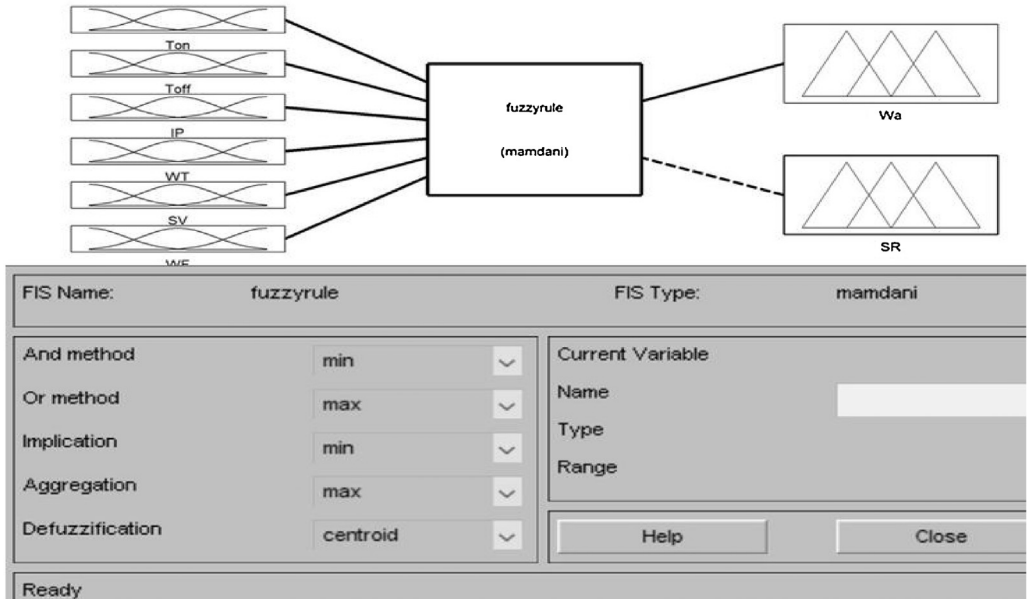 Ton
Toff
IP
WT
SV
fuzzyrule
(mamdani)
Wa
SR
FIS Name: fuzzyrule FIS Type: mamdani
And method min
Or method max
Implication min
Aggregation max
Defuzzification centroid
Current Variable
Name
Type
Range
Help Close
Ready